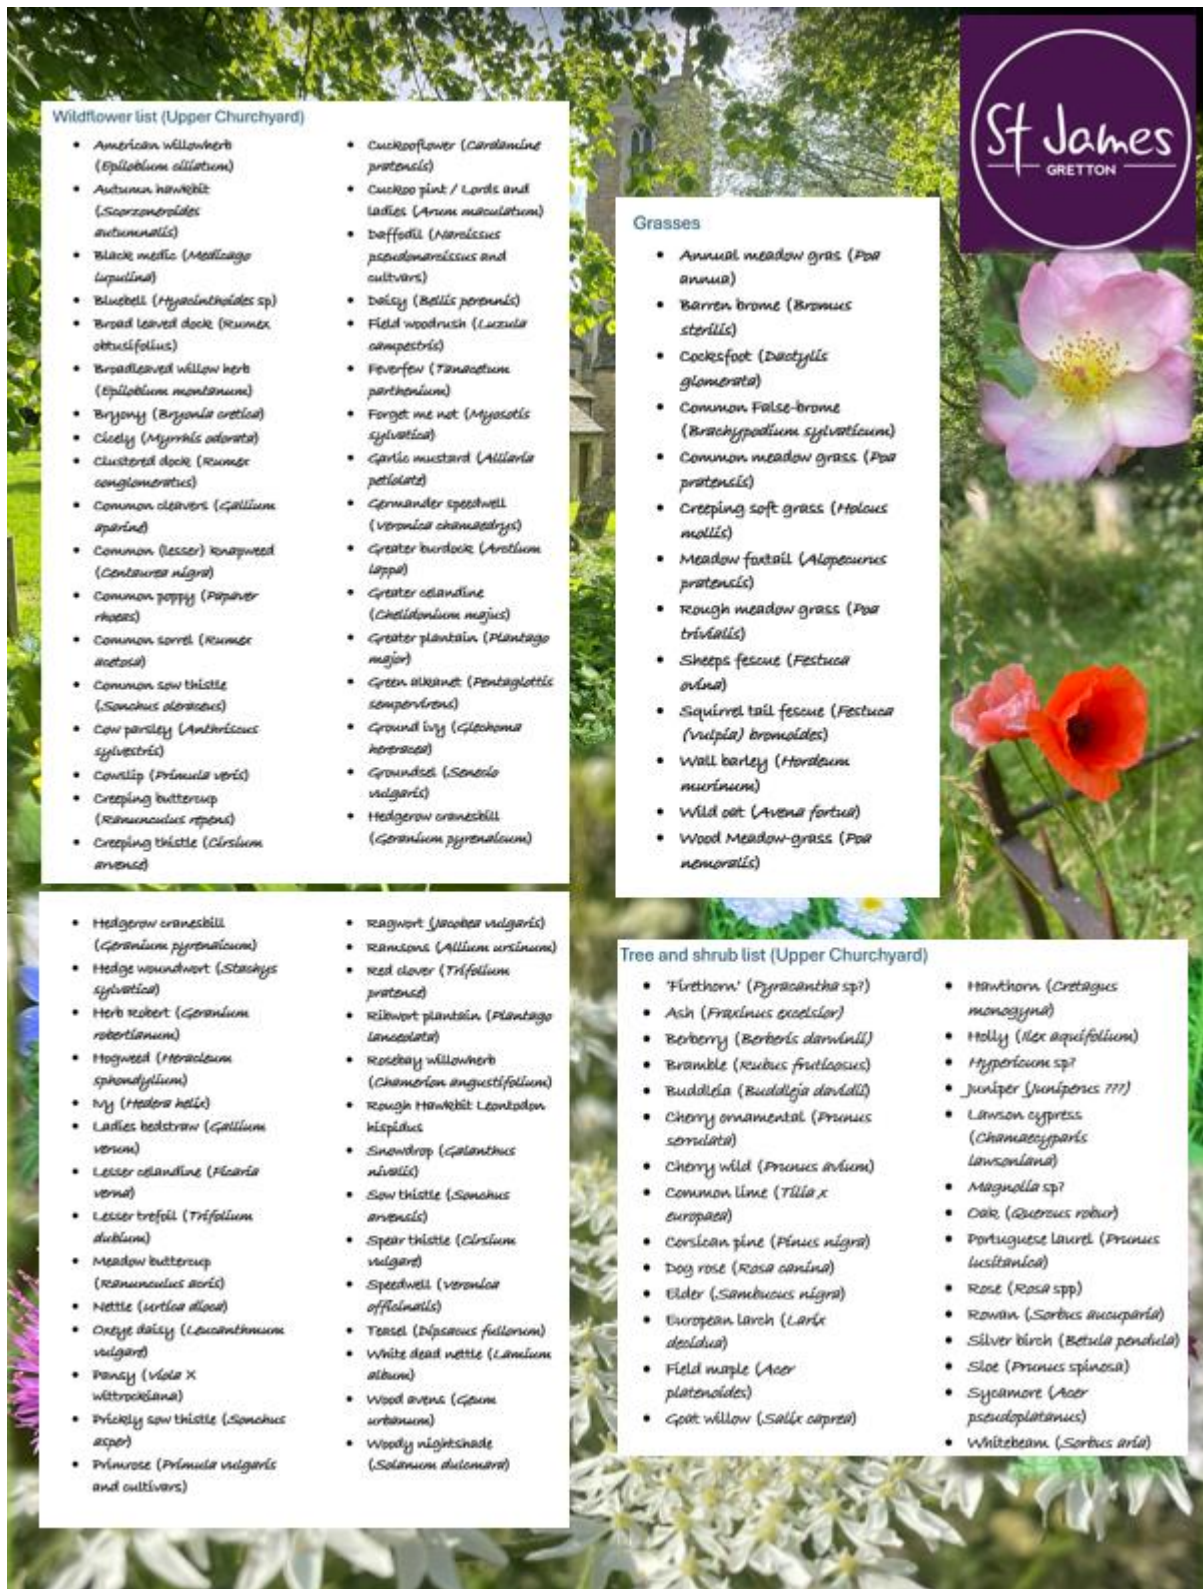 St James
GRETTON
Wildflower list (Upper Churchyard)
• American willowherb
(Epilobium ciliatum)
• Autumn hawkbit
(Scorzoneroides
autumnalis)
• Black medic (Medicago
lupulina)
• Bluebell (Hyacinthoides sp)
• Broad leaved dock (Rumex
obtusifolius)
• Broadleaved willow herb
(Epilobium montanum)
• Bryony (Bryonia cretica)
• Cicely (Myrrhis odorata)
• Clustered dock (Rumex
conglomeratus)
• Common cleavers (Gallium
aparine)
• Common (lesser) knapweed
(Centaurea nigra)
• Common poppy (Papaver
rhoeas)
• Common sorrel (Rumex
acetosa)
• Common sow thistle
(Sonchus oleraceus)
• Cow parsley (Anthriscus
sylvestris)
• Cowslip (Primula veris)
• Creeping buttercup
(Ranunculus repens)
• Creeping thistle (Cirsium
arvense)
• Cuckooflower (Cardamine
pratensis)
• Cuckoo pint / Lords and
ladies (Arum maculatum)
• Daffodil (Narcissus
pseudonarcissus and
cultvars)
• Daisy (Bellis perennis)
• Field woodrush (Luzula
campestris)
• Feverfew (Tanacetum
parthenium)
• Forget me not (Myosotis
sylvatica)
• Garlic mustard (Alliaria
petiolate)
• Germander speedwell
(Veronica chamaedrys)
• Greater burdock (Arctium
lappa)
• Greater celandine
(Chelidonium majus)
• Greater plantain (Plantago
major)
• Green alkanet (Pentaglottis
sempervirens)
• Ground ivy (Glechoma
hereracea)
• Groundsel (Senecio
vulgaris)
• Hedgerow cranesbill
(Geranium pyrenaicum)
Grasses
• Annual meadow gras (Poa
annua)
• Barren brome (Bromus
sterilis)
• Cocksfoot (Dactylis
glomerata)
• Common False-brome
(Brachypodium sylvaticum)
• Common meadow grass (Poa
pratensis)
• Creeping soft grass (Holcus
mollis)
• Meadow foxtail (Alopecurus
pratensis)
• Rough meadow grass (Poa
trivialis)
• Sheeps fescue (Festuca
ovina)
• Squirrel tail fescue (Festuca
(Vulpia) bromoides)
• Wall barley (Hordeum
murinum)
• Wild oat (Avena fortua)
• Wood Meadow-grass (Poa
nemoralis)
• Hedgerow cranesbill
(Geranium pyrenaicum)
• Hedge woundwort (Stachys
sylvatica)
• Herb Robert (Geranium
robertianum)
• Hogweed (Heracleum
sphondylium)
• Ivy (Hedera helix)
• Ladies bedstraw (Gallium
verum)
• Lesser celandine (Ficaria
verna)
• Lesser trefoil (Trifolium
dubium)
• Meadow buttercup
(Ranunculus acris)
• Nettle (Urtica dioca)
• Oxeye daisy (Leucanthmum
vulgare)
• Pansy (Viola X
wittrockiana)
• Prickly sow thistle (Sonchus
asper)
• Primrose (Primula vulgaris
and cultivars)
• Ragwort (Jacobea vulgaris)
• Ramsons (Allium ursinum)
• Red clover (Trifolium
pratense)
• Ribwort plantain (Plantago
lanceolata)
• Rosebay willowherb
(Chamerion angustifolium)
• Rough Hawkbit Leontodon
hispidus
• Snowdrop (Galanthus
nivalis)
• Sow thistle (Sonchus
arvensis)
• Spear thistle (Cirsium
vulgare)
• Speedwell (Veronica
officinalis)
• Teasel (Dipsacus fullorum)
• White dead nettle (Lamium
album)
• Wood avens (Geum
urbanum)
• Woody nightshade
(Solanum dulcmara)
Tree and shrub list (Upper Churchyard)
• 'Firethorn' (Pyracantha sp?)
• Ash (Fraxinus excelsior)
• Berberry (Berberis darwinii)
• Bramble (Rubus fruticosus)
• Buddleia (Buddleja davidii)
• Cherry ornamental (Prunus
serrulata)
• Cherry wild (Prunus avium)
• Common lime (Tilia x
europaea)
• Corsican pine (Pinus nigra)
• Dog rose (Rosa canina)
• Elder (Sambucus nigra)
• European larch (Larix
decidua)
• Field maple (Acer
platenoides)
• Goat willow (Salix caprea)
• Hawthorn (Cretagus
monogyna)
• Holly (Ilex aquifolium)
• Hypericum sp?
• Juniper (Juniperus ???)
• Lawson cypress
(Chamaecyparis
lawsoniana)
• Magnolia sp?
• Oak (Quercus robur)
• Portuguese laurel (Prunus
lusitanica)
• Rose (Rosa spp)
• Rowan (Sorbus aucuparia)
• Silver birch (Betula pendula)
• Sloe (Prunus spinosa)
• Sycamore (Acer
pseudoplatanus)
• Whitebeam (Sorbus aria)